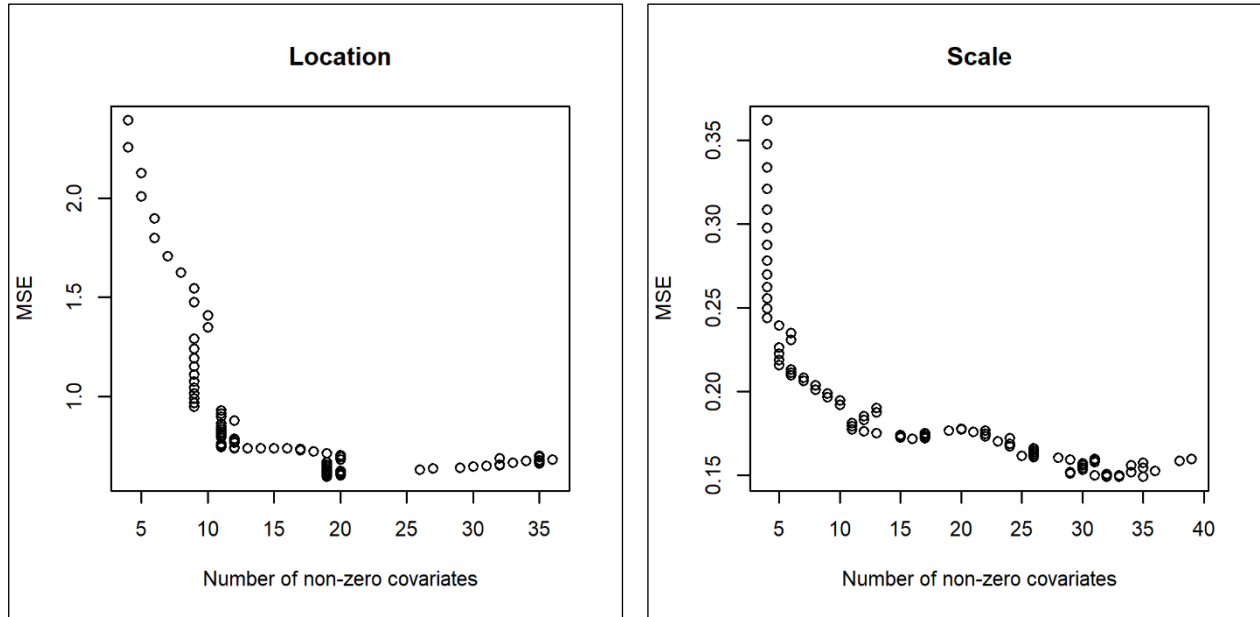 Location
MSE
2.0
1.5
1.0
5 10 15 20 25 30 35
Number of non-zero covariates
Scale
MSE
0.35
0.30
0.25
0.20
0.15
5 10 15 20 25 30 35 40
Number of non-zero covariates